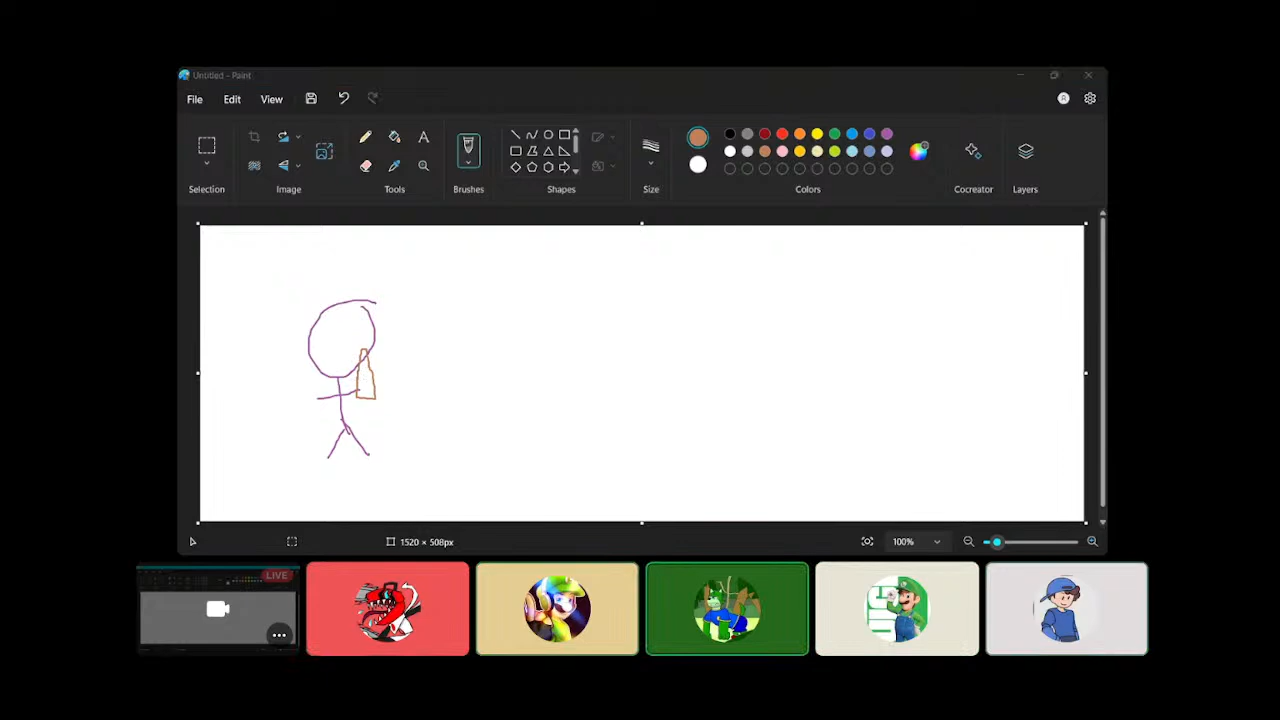 Untitled - Paint
File Edit View
Selection Image Tools Brushes Shapes Size Colors Cocreator Layers
1520 × 508px 100%
LIVE